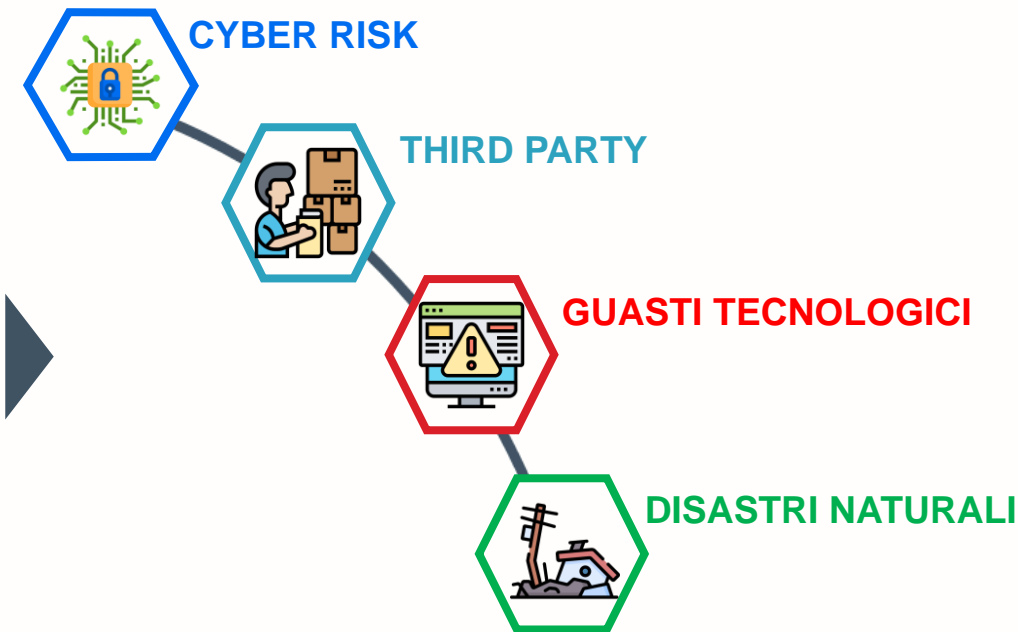 CYBER RISK
THIRD PARTY
GUASTI TECNOLOGICI
DISASTRI NATURALI